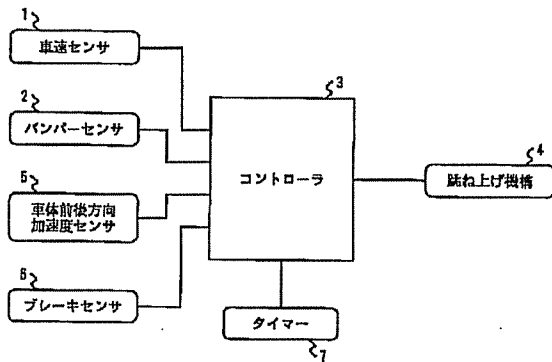 1
車速センサ
2
バンパーセンサ
5
車体前後方向
加速度センサ
6
ブレーキセンサ
3
コントローラ
4
跳ね上げ機構
タイマー
7